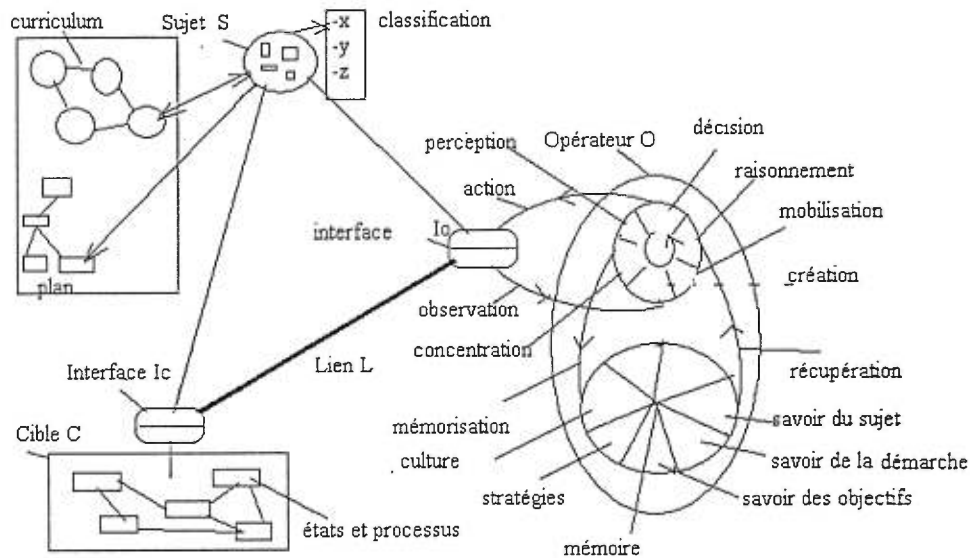 curriculum
Sujet S
-x
-y
-z
classification
perception
Opérateur O
décision
raisonnement
action
mobilisation
interface
Io
création
plan
observation
concentration
Interface Ic
Lien L
récupération
Cible C
mémorisation
savoir du sujet
culture
savoir de la démarche
stratégies
savoir des objectifs
états et processus
mémoire